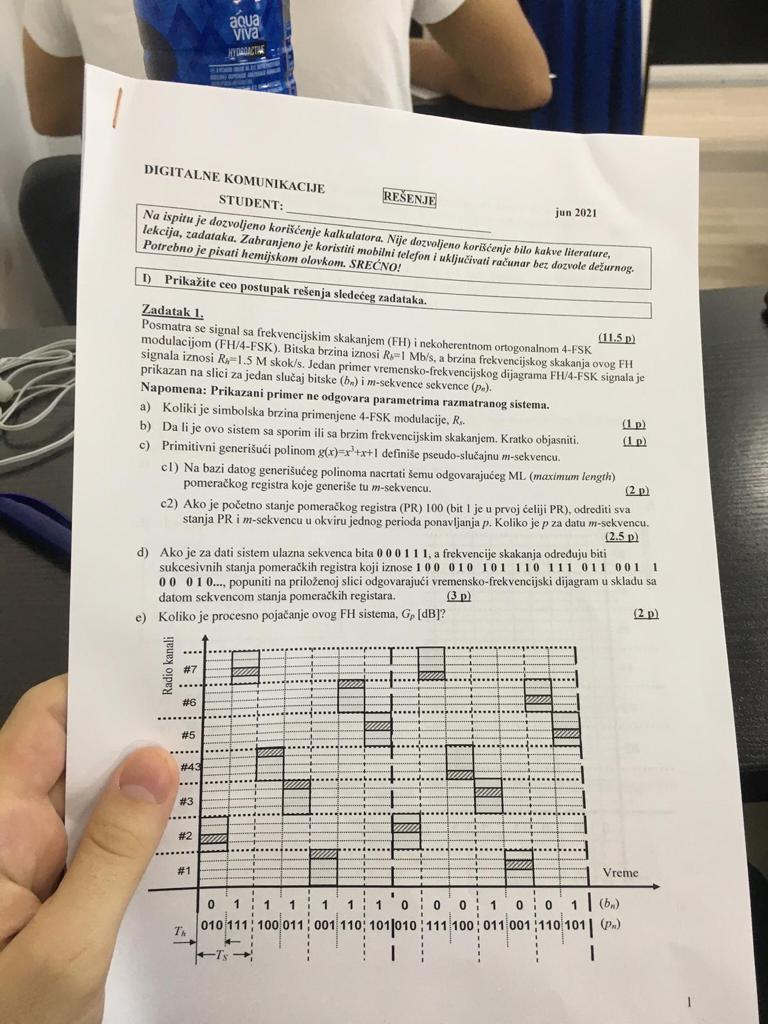 aqua
viva
HYDROACTIVE
DIGITALNE KOMUNIKACIJE
REŠENJE
STUDENT:
jun 2021
Na ispitu je dozvoljeno korišćenje kalkulatora. Nije dozvoljeno korišćenje bilo kakve literature,
lekcija, zadataka. Zabranjeno je koristiti mobilni telefon i uključivati računar bez dozvole dežurnog.
Potrebno je pisati hemijskom olovkom. SREĆNO!
I) Prikažite ceo postupak rešenja sledećeg zadataka.
Zadatak 1.
(11.5 p)
Posmatra se signal sa frekvencijskim skakanjem (FH) i nekoherentnom ortogonalnom 4-FSK
modulacijom (FH/4-FSK). Bitska brzina iznosi Rb=1 Mb/s, a brzina frekvencijskog skakanja ovog FH
signala iznosi Rh=1.5 M skok/s. Jedan primer vremensko-frekvencijskog dijagrama FH/4-FSK signala je
prikazan na slici za jedan slučaj bitske (bn) i m-sekvence sekvence (pn).
Napomena: Prikazani primer ne odgovara parametrima razmatranog sistema.
a) Koliki je simbolska brzina primenjene 4-FSK modulacije, Rs. (1 p)
b) Da li je ovo sistem sa sporim ili sa brzim frekvencijskim skakanjem. Kratko objasniti. (1 p)
c) Primitivni generišući polinom g(x)=x³+x+1 definiše pseudo-slučajnu m-sekvencu.
c1) Na bazi datog generišućeg polinoma nacrtati šemu odgovarajućeg ML (maximum length)
pomeračkog registra koje generiše tu m-sekvencu. (2 p)
c2) Ako je početno stanje pomeračkog registra (PR) 100 (bit 1 je u prvoj ćeliji PR), odrediti sva
stanja PR i m-sekvencu u okviru jednog perioda ponavljanja p. Koliko je p za datu m-sekvencu.
(2.5 p)
d) Ako je za dati sistem ulazna sekvenca bita 0 0 0 1 1 1, a frekvencije skakanja određuju biti
sukcesivnih stanja pomeračkih registra koji iznose 1 0 0 0 1 0 1 0 1 1 1 0 1 1 1 0 1 1 0 0 1 1
0 0 0 1 0..., popuniti na priloženoj slici odgovarajući vremensko-frekvencijski dijagram u skladu sa
datom sekvencom stanja pomeračkih registara. (3 p)
e) Koliko je procesno pojačanje ovog FH sistema, Gp [dB]? (2 p)
Radio kanali
#7
#6
#5
#43
#3
#2
#1
Vreme
0 1 1 1 1 1 1 0 0 0 1 0 0 1 (bn)
010 111 100 011 001 110 101 010 111 100 011 001 110 101 (pn)
Th
TS
1